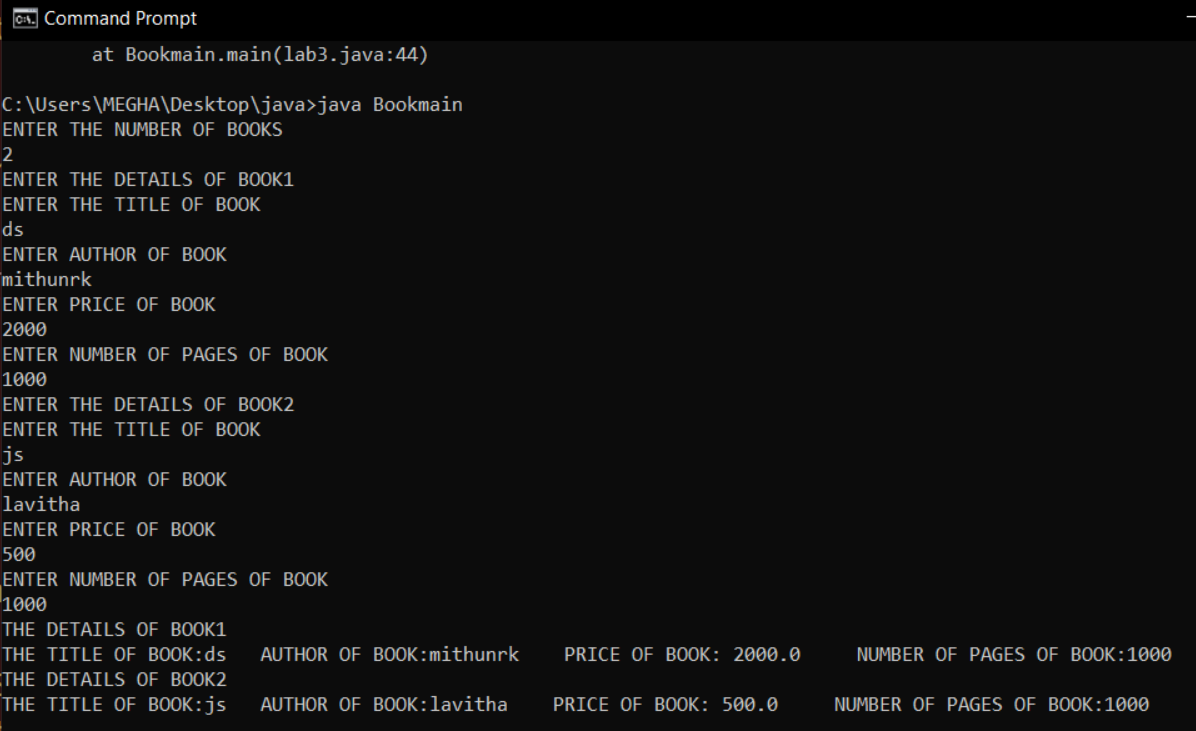 Command Prompt
at Bookmain.main(lab3.java:44)
C:\Users\MEGHA\Desktop\java>java Bookmain
ENTER THE NUMBER OF BOOKS
2
ENTER THE DETAILS OF BOOK1
ENTER THE TITLE OF BOOK
ds
ENTER AUTHOR OF BOOK
mithunrk
ENTER PRICE OF BOOK
2000
ENTER NUMBER OF PAGES OF BOOK
1000
ENTER THE DETAILS OF BOOK2
ENTER THE TITLE OF BOOK
js
ENTER AUTHOR OF BOOK
lavitha
ENTER PRICE OF BOOK
500
ENTER NUMBER OF PAGES OF BOOK
1000
THE DETAILS OF BOOK1
THE TITLE OF BOOK:ds   AUTHOR OF BOOK:mithunrk    PRICE OF BOOK: 2000.0     NUMBER OF PAGES OF BOOK:1000
THE DETAILS OF BOOK2
THE TITLE OF BOOK:js   AUTHOR OF BOOK:lavitha    PRICE OF BOOK: 500.0     NUMBER OF PAGES OF BOOK:1000